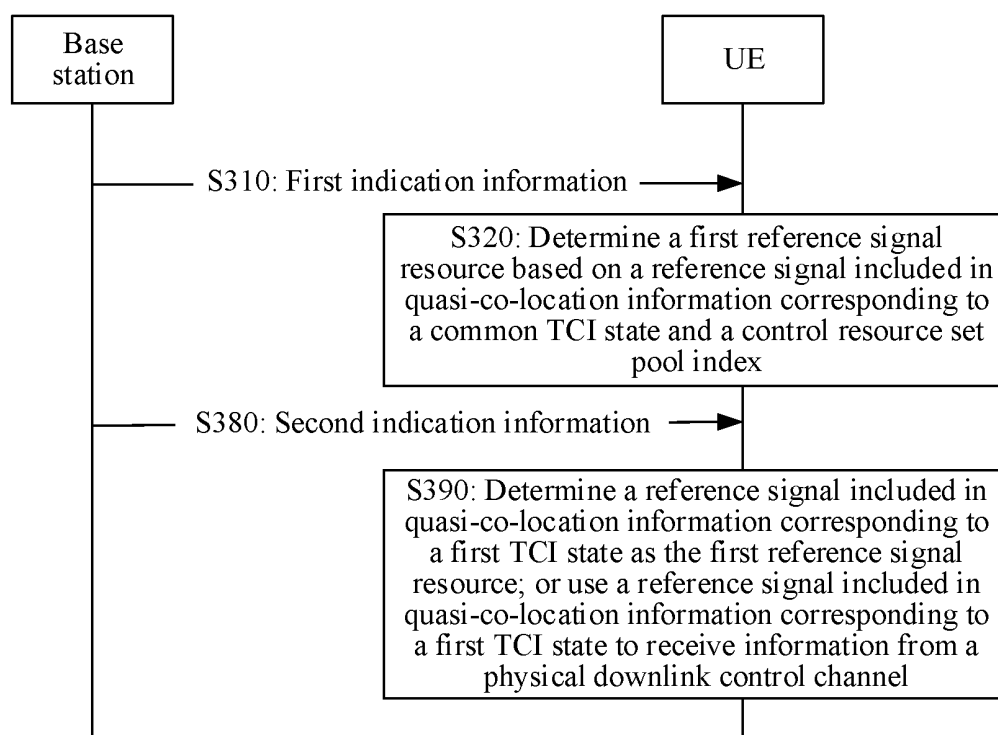 Base
station
UE
S310: First indication information
S320: Determine a first reference signal
resource based on a reference signal included in
quasi-co-location information corresponding to
a common TCI state and a control resource set
pool index
S380: Second indication information
S390: Determine a reference signal included in
quasi-co-location information corresponding to
a first TCI state as the first reference signal
resource; or use a reference signal included in
quasi-co-location information corresponding to
a first TCI state to receive information from a
physical downlink control channel